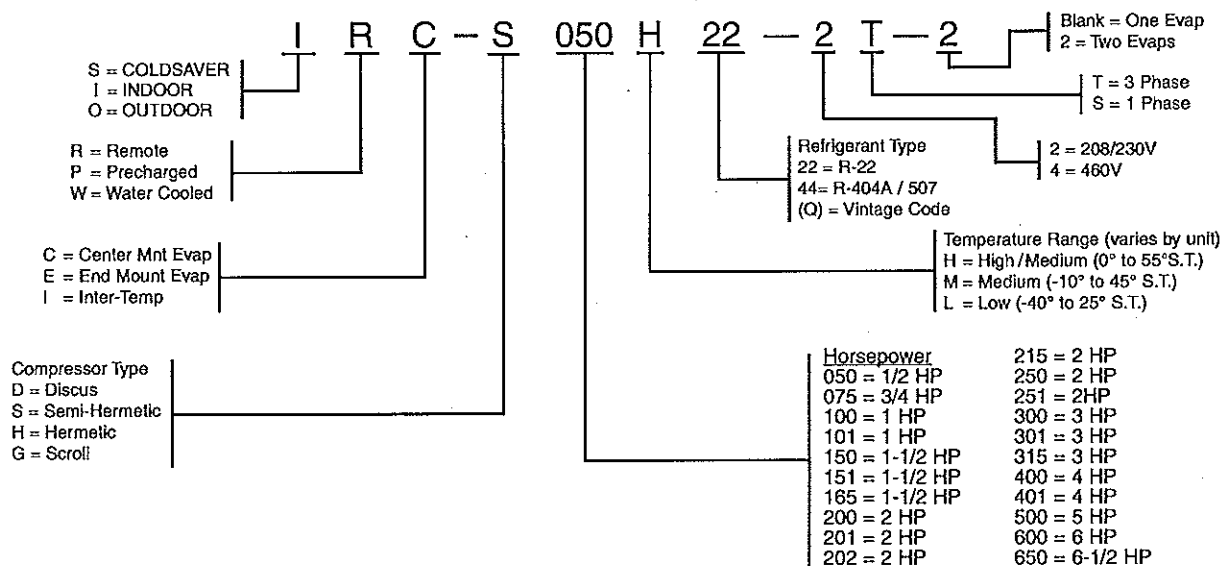 I R C – S 050 H 22 – 2 T – 2
Blank = One Evap
2 = Two Evaps
S = COLDSAVER
I = INDOOR
O = OUTDOOR
T = 3 Phase
S = 1 Phase
R = Remote
P = Precharged
W = Water Cooled
Refrigerant Type
22 = R-22
44= R-404A / 507
(Q) = Vintage Code
2 = 208/230V
4 = 460V
C = Center Mnt Evap
E = End Mount Evap
I = Inter-Temp
Temperature Range (varies by unit)
H = High/Medium (0° to 55°S.T.)
M = Medium (-10° to 45° S.T.)
L = Low (-40° to 25° S.T.)
Compressor Type
D = Discus
S = Semi-Hermetic
H = Hermetic
G = Scroll
Horsepower
050 = 1/2 HP
075 = 3/4 HP
100 = 1 HP
101 = 1 HP
150 = 1-1/2 HP
151 = 1-1/2 HP
165 = 1-1/2 HP
200 = 2 HP
201 = 2 HP
202 = 2 HP
215 = 2 HP
250 = 2 HP
251 = 2HP
300 = 3 HP
301 = 3 HP
315 = 3 HP
400 = 4 HP
401 = 4 HP
500 = 5 HP
600 = 6 HP
650 = 6-1/2 HP